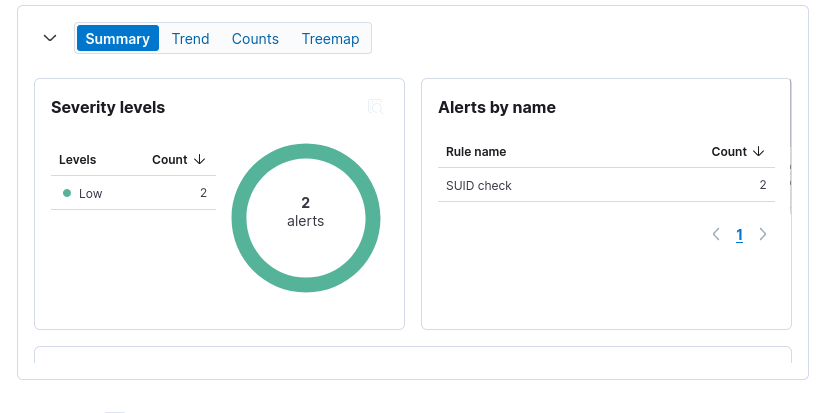 Summary Trend Counts Treemap
Severity levels
Levels Count
Low 2
2
alerts
Alerts by name
Rule name Count
SUID check 2
1